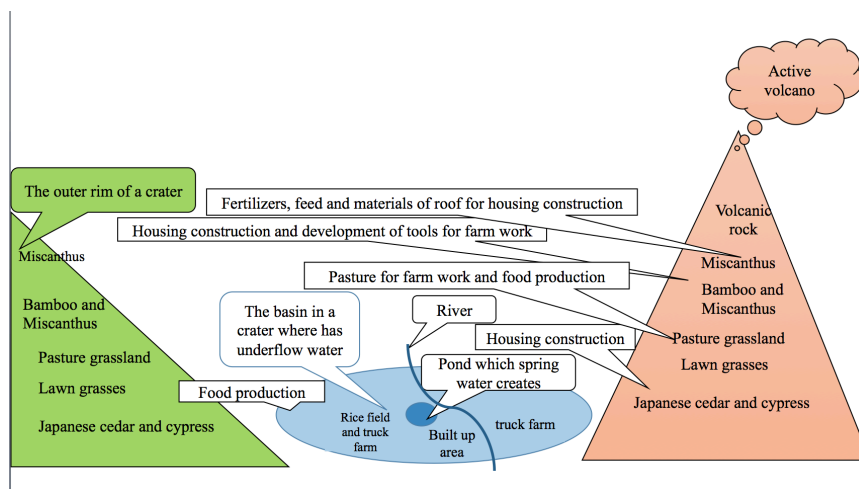 Active
volcano
The outer rim of a crater
Fertilizers, feed and materials of roof for housing construction
Volcanic
rock
Housing construction and development of tools for farm work
Miscanthus
Miscanthus
Pasture for farm work and food production
Bamboo and
Miscanthus
Bamboo and
Miscanthus
The basin in a
crater where has
underflow water
River
Housing construction
Pasture grassland
Pasture grassland
Pond which spring
water creates
Lawn grasses
Lawn grasses
Food production
Japanese cedar and cypress
Japanese cedar and cypress
Rice field
and truck
farm
Built up
area
truck farm